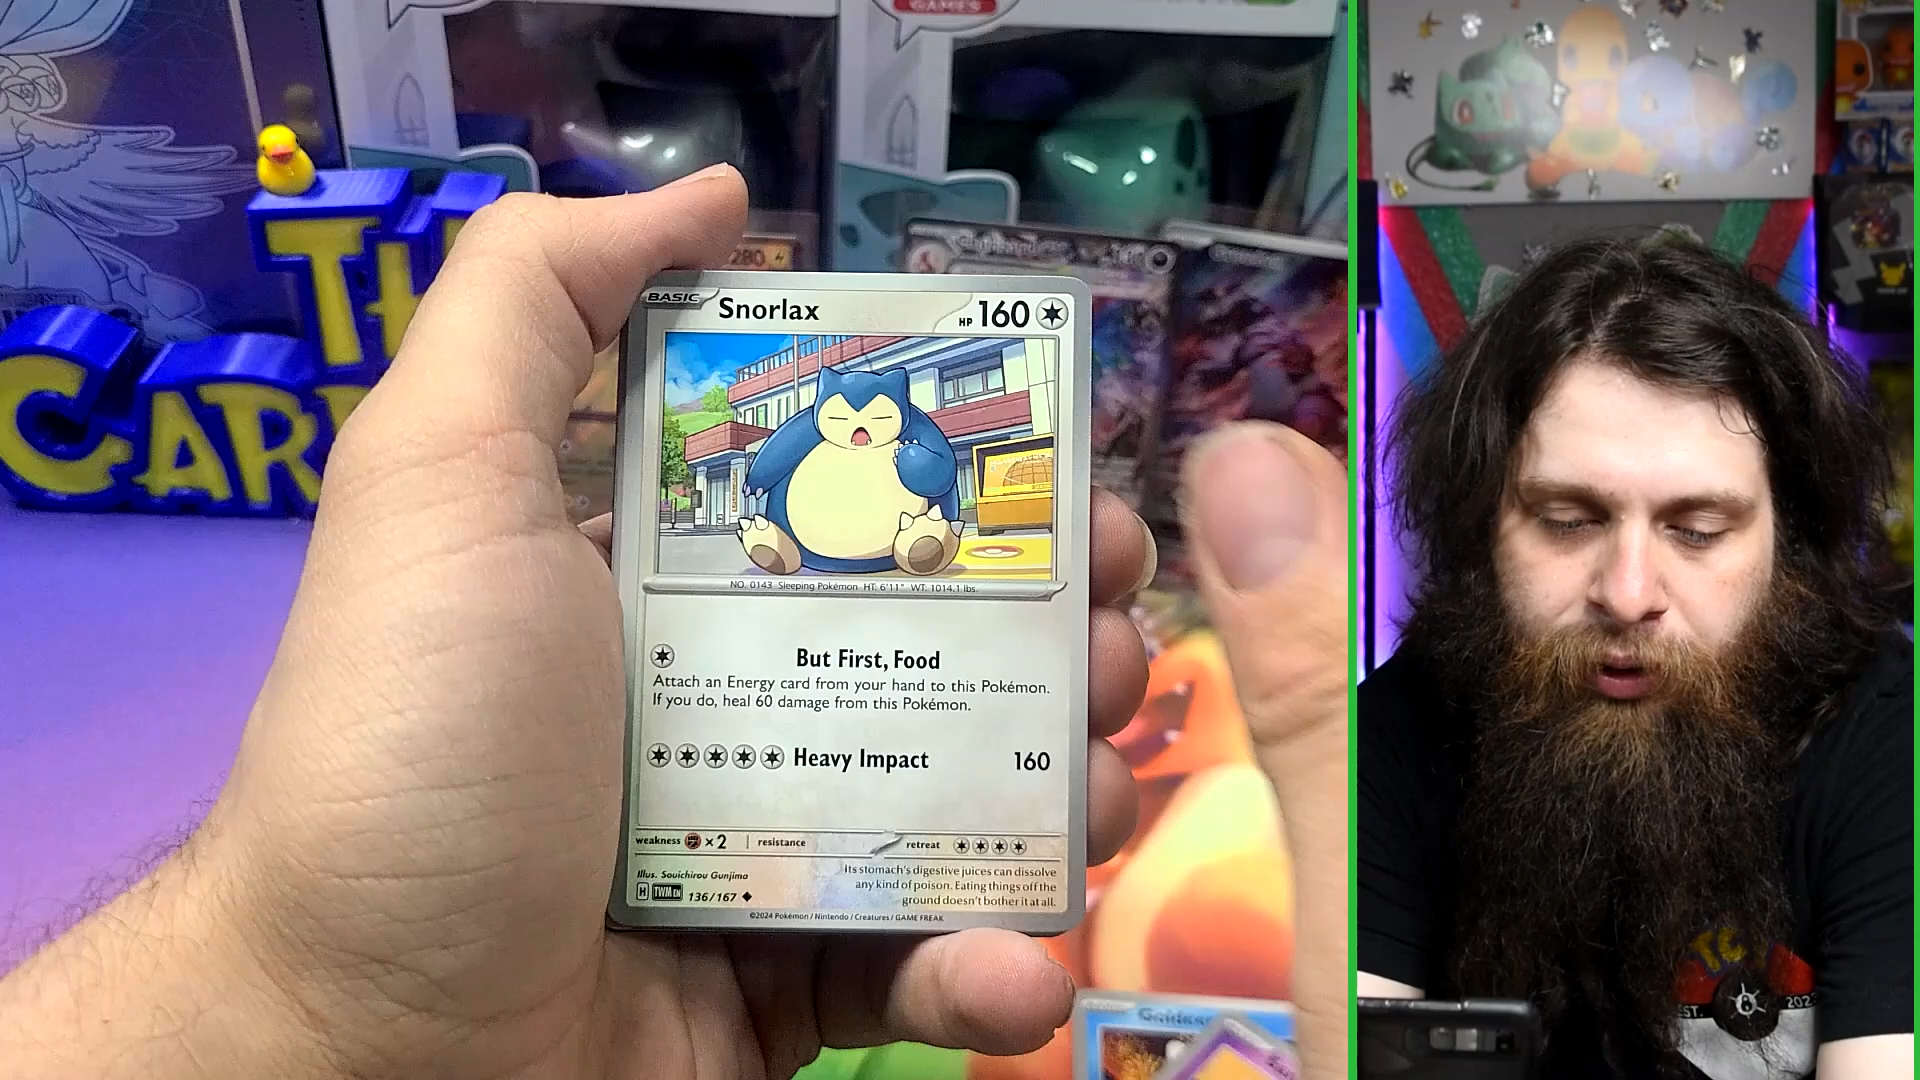 GAMES
TH
CAR
280
BASIC Snorlax HP 160
NO. 0143 Sleeping Pokémon HT: 6'11" WT: 1014.1 lbs.
But First, Food
Attach an Energy card from your hand to this Pokémon.
If you do, heal 60 damage from this Pokémon.
Heavy Impact 160
weakness ×2 resistance retreat
Its stomach's digestive juices can dissolve
any kind of poison. Eating things off the
ground doesn't bother it at all.
Illus. Souichirou Gunjima
H TWM EN 136/167
©2024 Pokémon / Nintendo / Creatures / GAME FREAK
TC
EST. 202